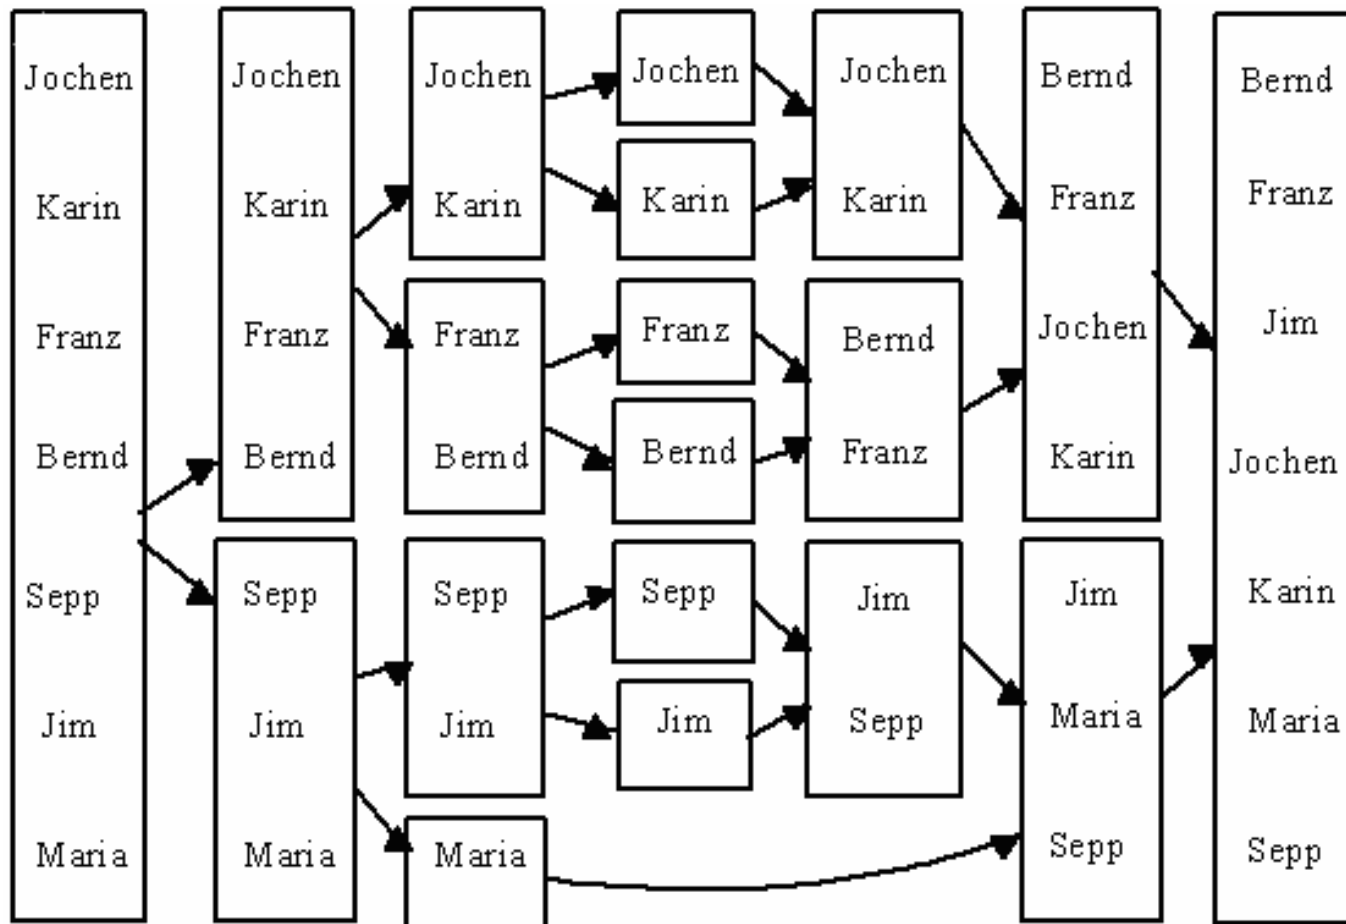 Jochen
Karin
Franz
Bernd
Sepp
Jim
Maria
Jochen
Karin
Franz
Bernd
Sepp
Jim
Maria
Jochen
Karin
Franz
Bernd
Sepp
Jim
Maria
Jochen
Karin
Franz
Bernd
Sepp
Jim
Jochen
Karin
Bernd
Franz
Jim
Sepp
Bernd
Franz
Jochen
Karin
Jim
Maria
Sepp
Bernd
Franz
Jim
Jochen
Karin
Maria
Sepp